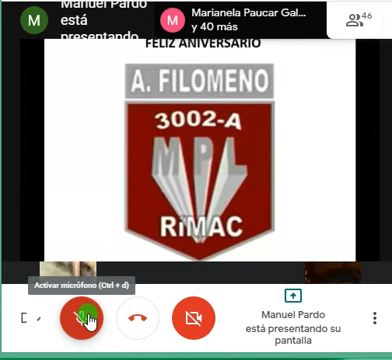 Manuel Pardo
está
presentando
M
M
Marianela Paucar Gal...
y 40 más
46
FELIZ ANIVERSARIO
A. FILOMENO
3002-A
MPL
RiMAC
Activar micrófono (Ctrl + d)
Manuel Pardo
está presentando su
pantalla